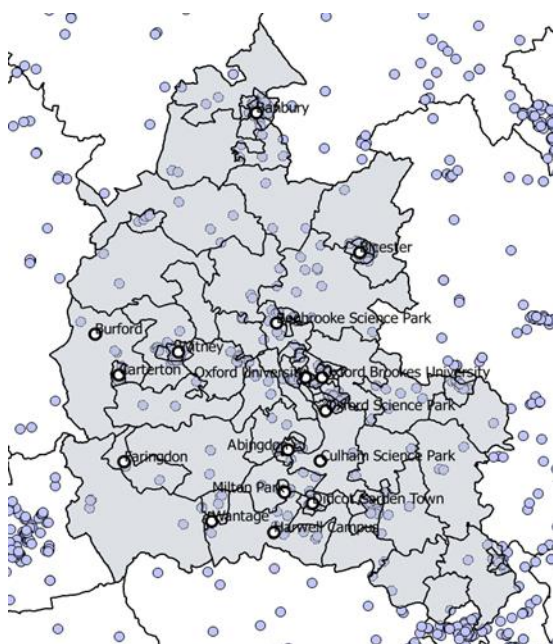 Banbury
Bicester
Begbrooke Science Park
Burford
Witney
Carterton
Oxford University
Oxford Brookes University
Oxford Science Park
Abingdon
Culham Science Park
Faringdon
Milton Park
Didcot Garden Town
Wantage
Harwell Campus